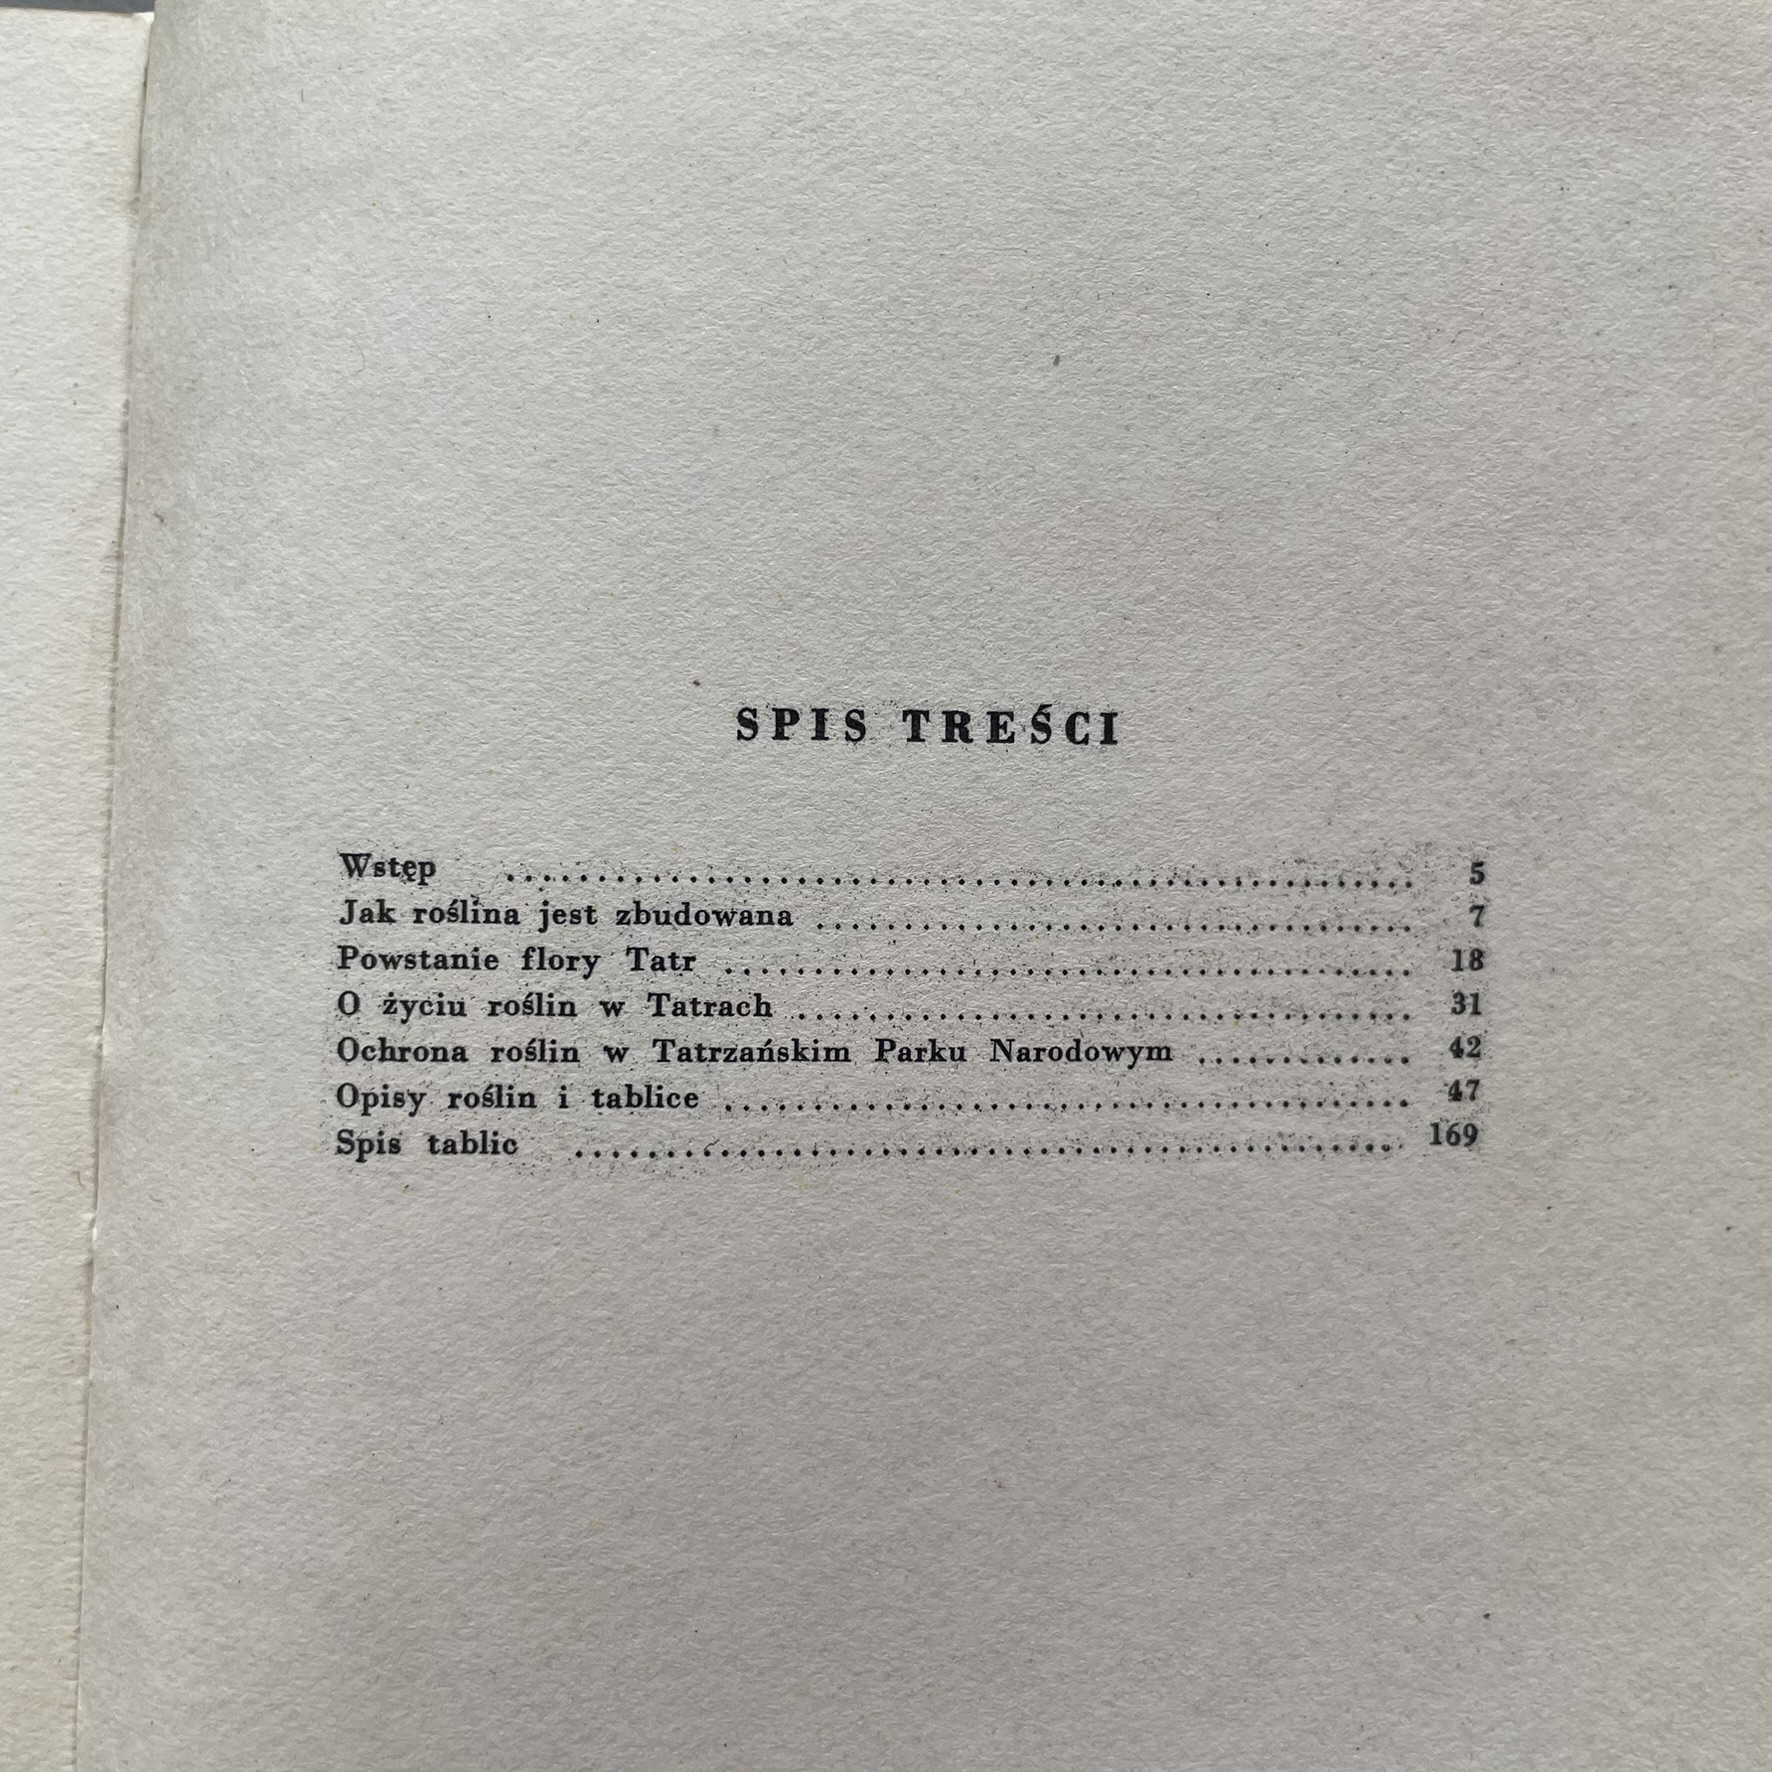 SPIS TREŚCI
Wstęp .................................................. 5
Jak roślina jest zbudowana ................................. 7
Powstanie flory Tatr ...................................... 18
O życiu roślin w Tatrach .................................. 31
Ochrona roślin w Tatrzańskim Parku Narodowym ............ 42
Opisy roślin i tablice ...................................... 47
Spis tablic .............................................. 169